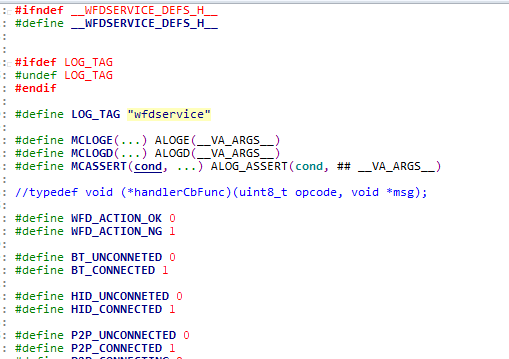 #ifndef __WFDSERVICE_DEFS_H__
#define __WFDSERVICE_DEFS_H__
#ifdef LOG_TAG
#undef LOG_TAG
#endif
#define LOG_TAG "wfdservice"
#define MCLOGE(...) ALOGE(__VA_ARGS__)
#define MCLOGD(...) ALOGD(__VA_ARGS__)
#define MCASSERT(cond, ...) ALOG_ASSERT(cond, ## __VA_ARGS__)
//typedef void (*handlerCbFunc)(uint8_t opcode, void *msg);
#define WFD_ACTION_OK 0
#define WFD_ACTION_NG 1
#define BT_UNCONNETED 0
#define BT_CONNECTED 1
#define HID_UNCONNETED 0
#define HID_CONNECTED 1
#define P2P_UNCONNECTED 0
#define P2P_CONNECTED 1
#define P2P_CONNECTING 0